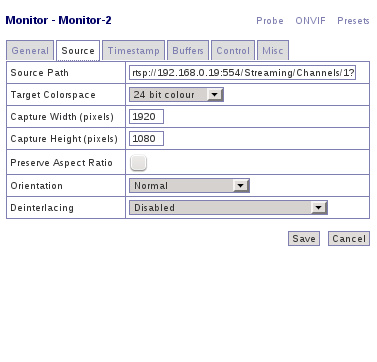 Monitor - Monitor-2
Probe ONVIF Presets
General Source Timestamp Buffers Control Misc
Source Path rtsp://192.168.0.19:554/Streaming/Channels/1?
Target Colorspace 24 bit colour
Capture Width (pixels) 1920
Capture Height (pixels) 1080
Preserve Aspect Ratio
Orientation Normal
Deinterlacing Disabled
Save Cancel